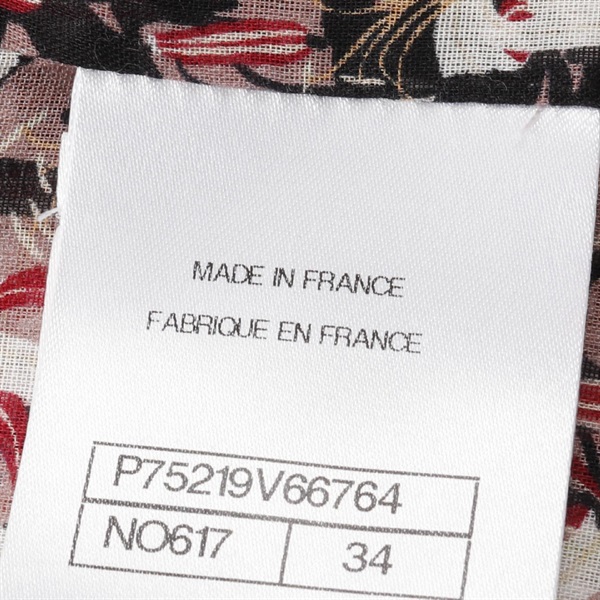 MADE IN FRANCE
FABRIQUE EN FRANCE
P75219V66764
NO617 34